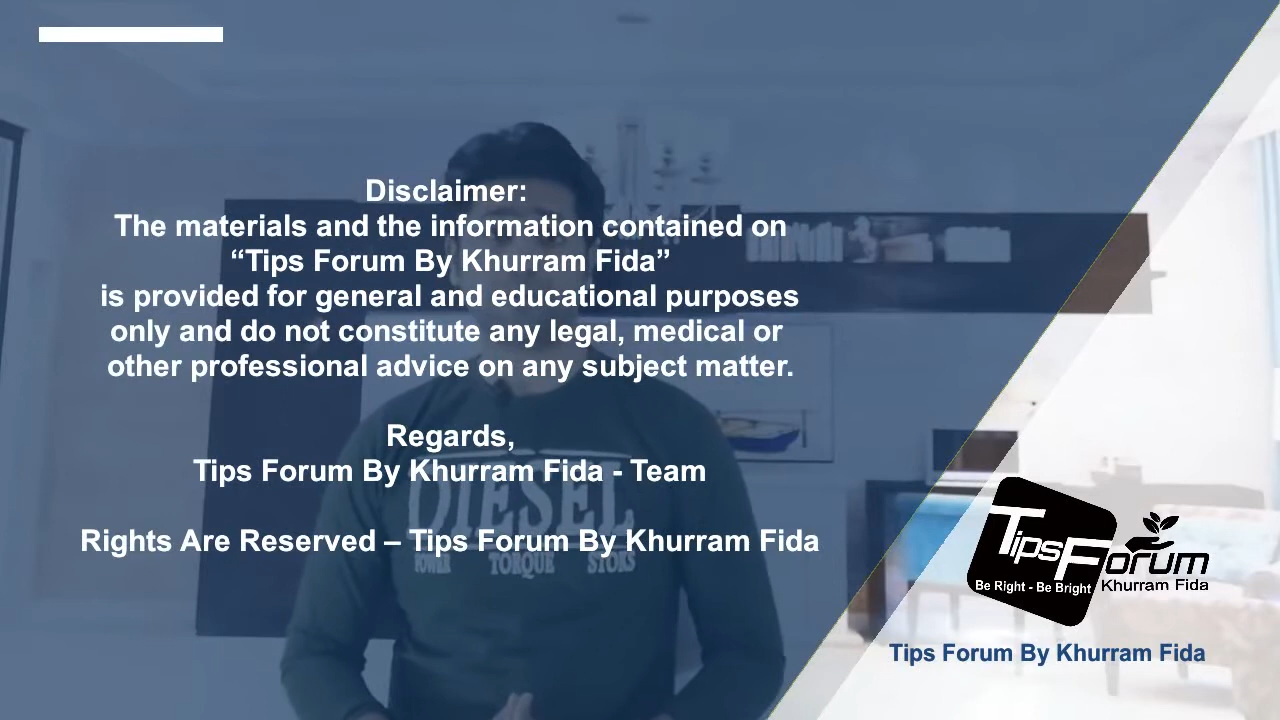 Disclaimer:
The materials and the information contained on
“Tips Forum By Khurram Fida”
is provided for general and educational purposes
only and do not constitute any legal, medical or
other professional advice on any subject matter.
Regards,
Tips Forum By Khurram Fida - Team
DIESEL
Rights Are Reserved – Tips Forum By Khurram Fida
POWER TORQUE
TipsForum
Be Right - Be Bright Khurram Fida
Tips Forum By Khurram Fida